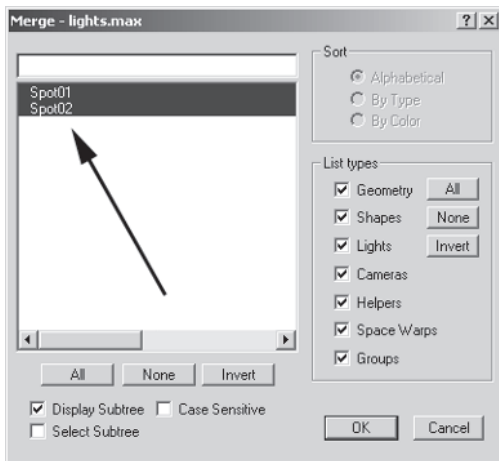 Merge - lights.max
Spot01
Spot02
All
None
Invert
Display Subtree
Case Sensitive
Select Subtree
Sort
Alphabetical
By Type
By Color
List types
Geometry
All
Shapes
None
Lights
Invert
Cameras
Helpers
Space Warps
Groups
OK
Cancel